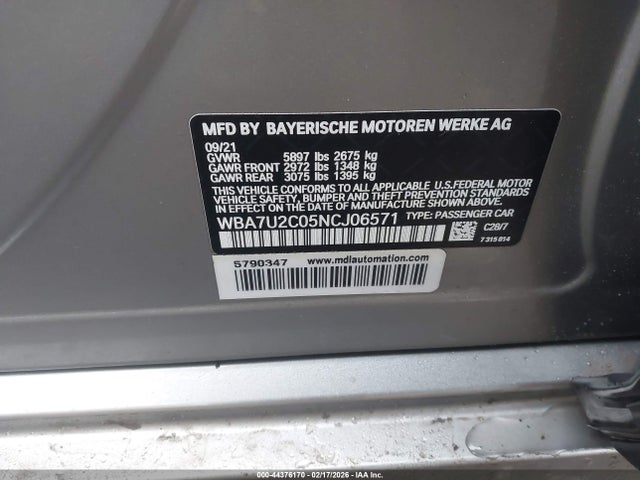 MFD BY BAYERISCHE MOTOREN WERKE AG
09/21
GVWR 5897 lbs 2675 kg
GAWR FRONT 2972 lbs 1348 kg
GAWR REAR 3075 lbs 1395 kg
THIS VEHICLE CONFORMS TO ALL APPLICABLE U.S. FEDERAL MOTOR
VEHICLE SAFETY, BUMPER, AND THEFT PREVENTION STANDARDS
IN EFFECT ON THE DATE OF MANUFACTURE SHOWN ABOVE.
WBA7U2C05NCJ06571 TYPE: PASSENGER CAR
C28/7
7 315 814
5790347 www.mdlautomation.com
000-44376170 - 02/17/2026 - IAAI, Inc.